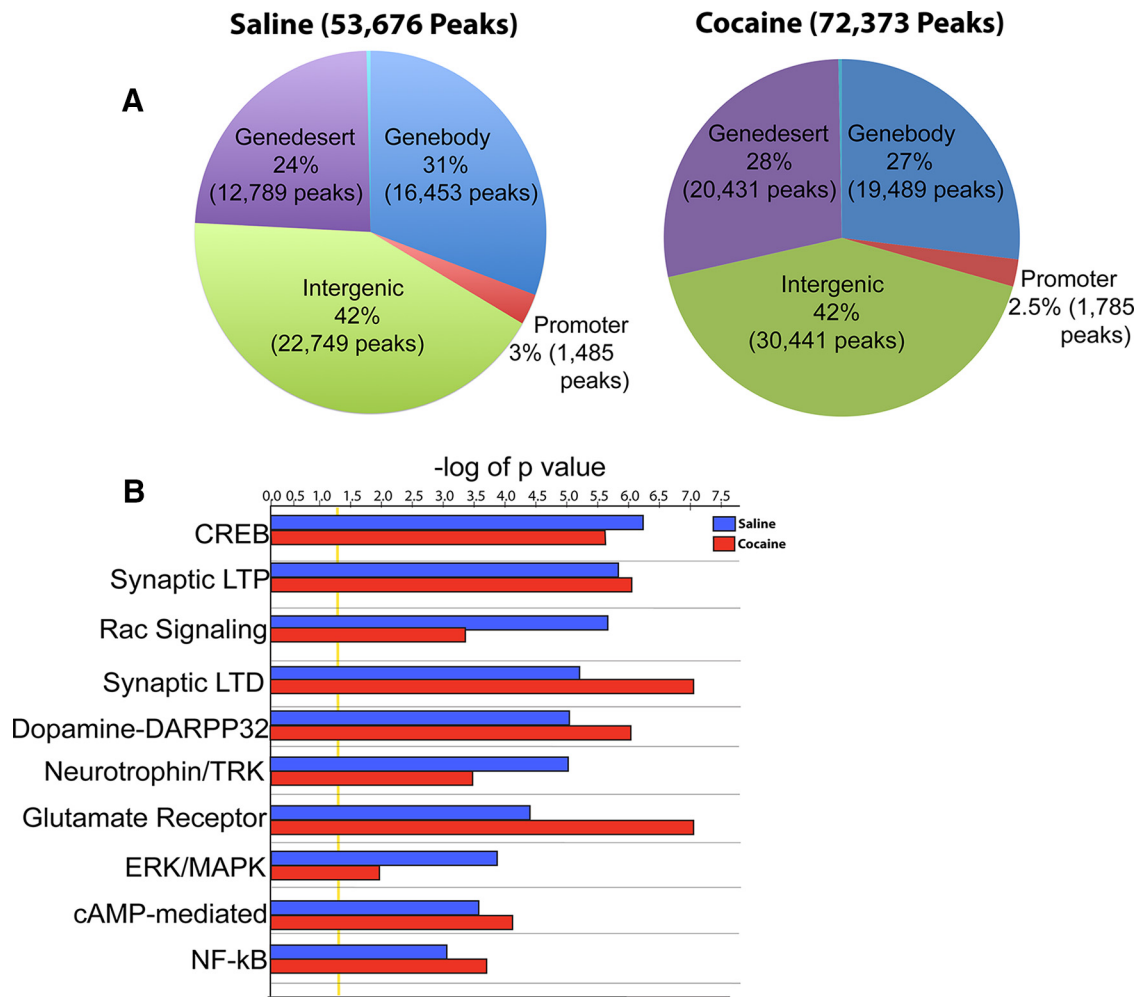 Saline (53,676 Peaks)
Cocaine (72,373 Peaks)
A
Genedesert
24%
(12,789 peaks)
Genebody
31%
(16,453 peaks)
Intergenic
42%
(22,749 peaks)
Promoter
3% (1,485
peaks)
Genedesert
28%
(20,431 peaks)
Genebody
27%
(19,489 peaks)
Intergenic
42%
(30,441 peaks)
Promoter
2.5% (1,785
peaks)
B
-log of p value
0.0 0.5 1.0 1.5 2.0 2.5 3.0 3.5 4.0 4.5 5.0 5.5 6.0 6.5 7.0 7.5
Saline
Cocaine
CREB
Synaptic LTP
Rac Signaling
Synaptic LTD
Dopamine-DARPP32
Neurotrophin/TRK
Glutamate Receptor
ERK/MAPK
cAMP-mediated
NF-kB